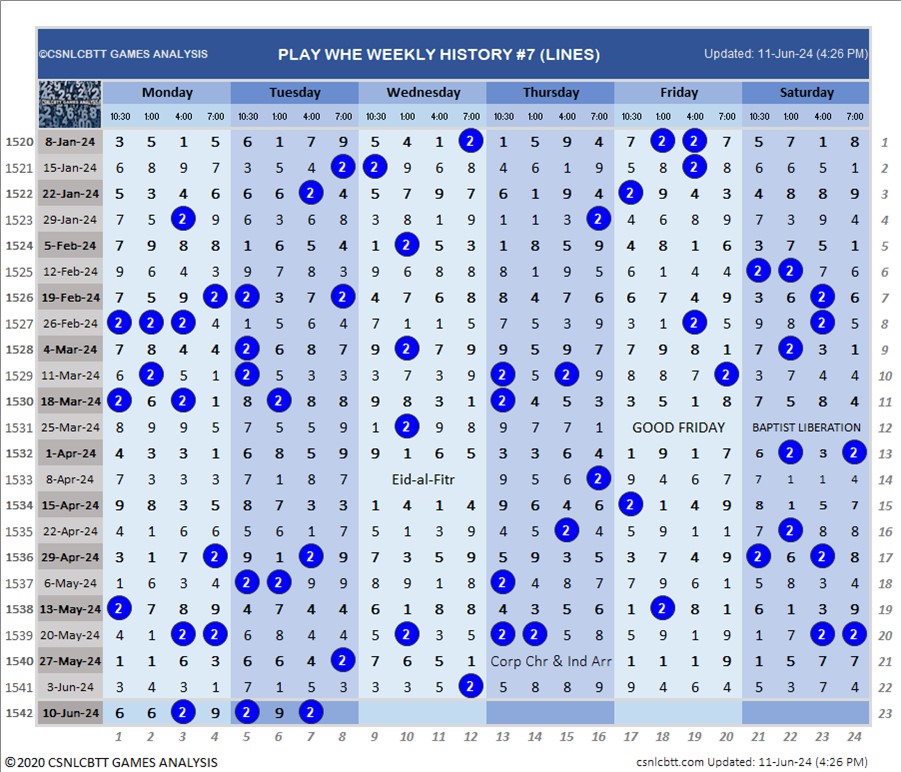 ©CSNLCBTT GAMES ANALYSIS PLAY WHE WEEKLY HISTORY #7 (LINES) Updated: 11-Jun-24 (4:26 PM)
CSNLCBTT GAMES ANALYSIS Monday Tuesday Wednesday Thursday Friday Saturday
10:30 1:00 4:00 7:00 10:30 1:00 4:00 7:00 10:30 1:00 4:00 7:00 10:30 1:00 4:00 7:00 10:30 1:00 4:00 7:00 10:30 1:00 4:00 7:00
1520 8-Jan-24 3 5 1 5 6 1 7 9 5 4 1 2 1 5 9 4 7 2 2 7 5 7 1 8 1
1521 15-Jan-24 6 8 9 7 3 5 4 2 2 9 6 8 4 6 1 9 5 8 2 9 6 6 5 1 2
1522 22-Jan-24 5 3 4 6 6 6 2 4 5 7 9 7 6 1 9 4 2 9 4 3 4 8 8 9 3
1523 29-Jan-24 7 5 2 9 6 3 6 8 3 8 1 9 1 1 3 2 4 6 8 9 7 3 9 4 4
1524 5-Feb-24 7 9 8 8 1 6 5 4 1 2 5 3 1 8 5 9 4 8 1 6 3 7 5 1 5
1525 12-Feb-24 9 6 4 3 9 7 8 3 9 6 8 8 8 1 9 5 6 1 4 4 2 2 7 6 6
1526 19-Feb-24 7 5 9 2 2 3 7 2 4 7 6 8 8 4 7 6 6 7 4 9 3 6 2 6 7
1527 26-Feb-24 2 2 2 4 1 5 6 4 7 1 1 5 7 5 3 9 3 1 2 5 9 8 2 5 8
1528 4-Mar-24 7 8 4 4 2 6 8 7 9 2 7 9 9 5 9 7 7 9 8 1 7 2 3 1 9
1529 11-Mar-24 6 2 5 1 2 5 3 3 3 7 3 9 2 5 2 9 8 8 7 2 3 7 4 4 10
1530 18-Mar-24 2 6 2 1 8 2 8 8 9 8 3 1 2 4 5 3 3 5 1 8 7 5 8 4 11
1531 25-Mar-24 8 9 9 5 7 5 5 9 1 2 9 8 9 7 7 1 GOOD FRIDAY BAPTIST LIBERATION 12
1532 1-Apr-24 4 3 3 1 6 8 5 9 9 6 1 5 3 3 6 4 1 9 1 7 6 2 3 2 13
1533 8-Apr-24 7 3 3 3 7 1 8 7 Eid-al-Fitr 9 5 6 2 9 4 6 7 7 1 1 4 14
1534 15-Apr-24 9 8 3 5 8 7 3 3 1 4 1 4 9 6 4 6 2 1 4 9 8 1 5 7 15
1535 22-Apr-24 4 1 6 6 5 6 1 7 5 1 3 9 4 5 2 4 9 4 9 1 7 2 8 8 16
1536 29-Apr-24 3 1 7 2 9 1 2 9 7 3 5 9 5 9 3 5 3 7 4 9 2 6 2 8 17
1537 6-May-24 1 6 3 4 2 2 9 9 8 9 1 8 2 4 8 7 7 9 6 1 5 8 3 4 18
1538 13-May-24 2 7 8 9 4 7 4 4 6 1 8 8 4 3 5 6 1 2 8 1 6 1 3 9 19
1539 20-May-24 4 1 2 2 6 8 4 4 5 2 3 5 2 2 5 8 5 9 1 9 1 7 2 2 20
1540 27-May-24 1 1 6 3 6 6 4 2 7 6 5 1 Corp Chr & Ind Arr 1 1 1 9 1 5 7 7 21
1541 3-Jun-24 3 4 3 1 7 1 5 3 3 3 5 2 5 8 8 9 9 4 6 4 5 3 7 4 22
1542 10-Jun-24 6 6 2 9 2 9 2 23
1 2 3 4 5 6 7 8 9 10 11 12 13 14 15 16 17 18 19 20 21 22 23 24
©2020 CSNLCBTT GAMES ANALYSIS csnlcbtt.com Updated: 11-Jun-24 (4:26 PM)